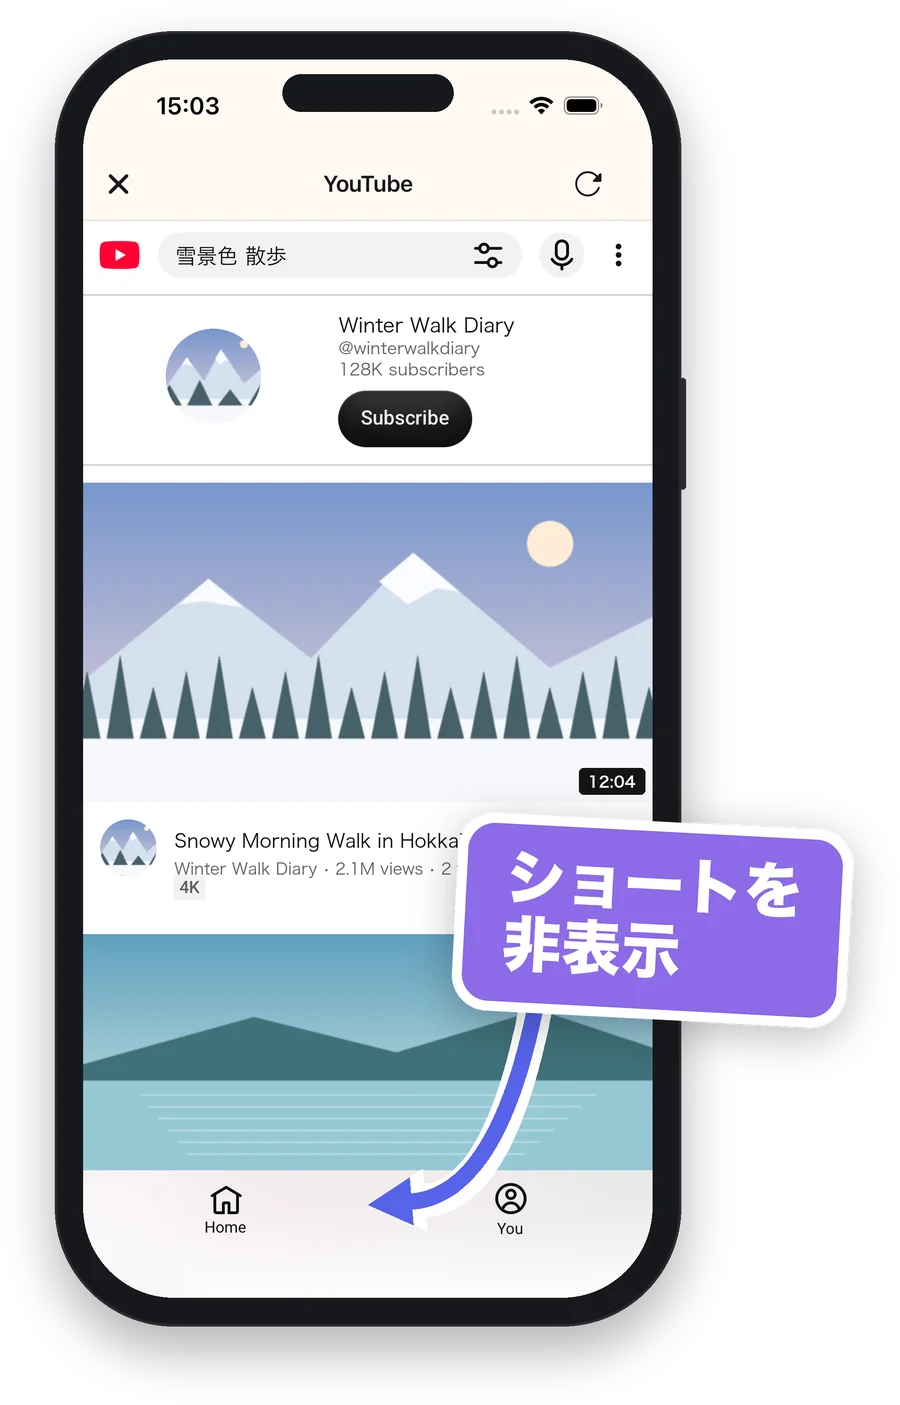 15:03
YouTube
雪景色 散歩
Winter Walk Diary
@winterwalkdiary
128K subscribers
Subscribe
12:04
Snowy Morning Walk in
Winter Walk Diary · 2.1M views · 2
4K
ショートを
非表示
Home
You